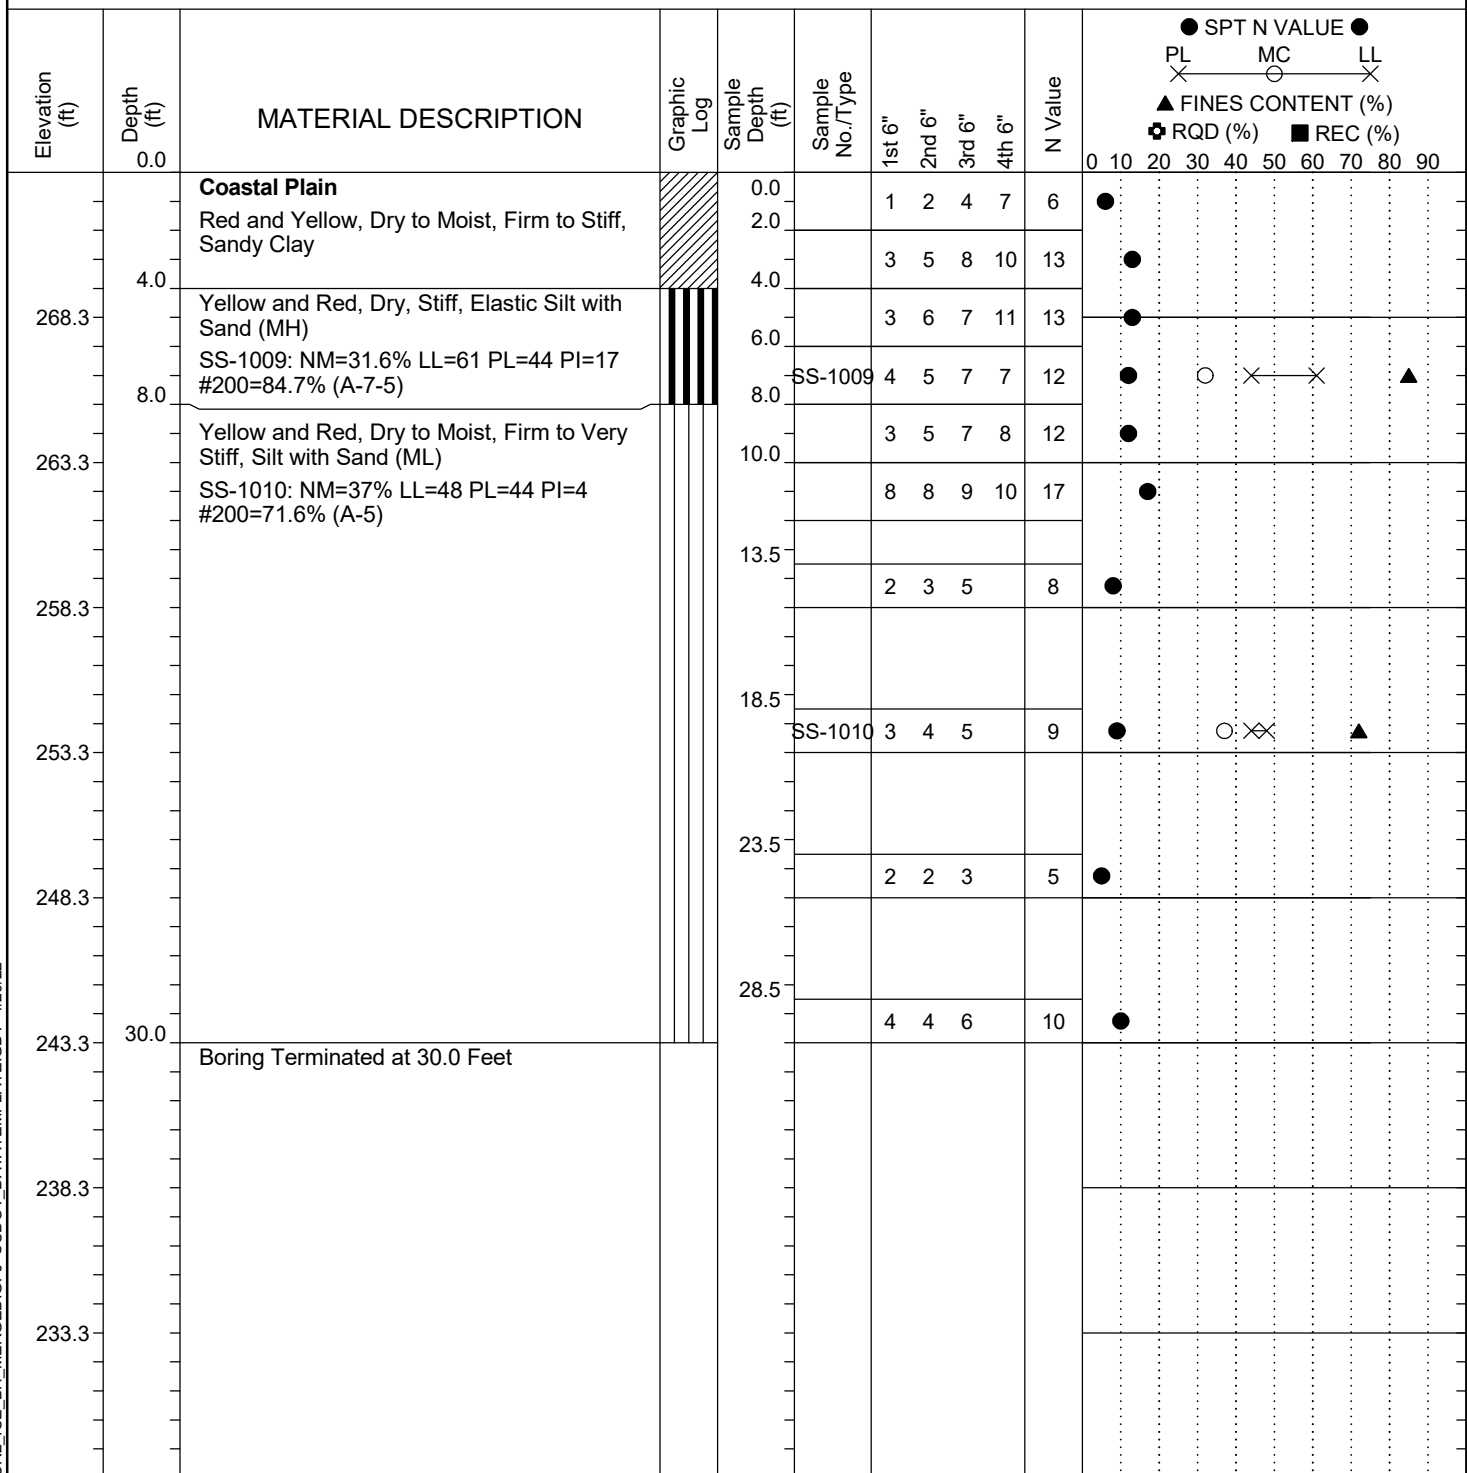 ● SPT N VALUE ●
PL MC LL
▲ FINES CONTENT (%)
RQD (%) ■ REC (%)
0 10 20 30 40 50 60 70 80 90
Elevation (ft)
Depth (ft)
0.0
MATERIAL DESCRIPTION
Graphic Log
Sample Depth (ft)
Sample No./Type
1st 6"
2nd 6"
3rd 6"
4th 6"
N Value
Coastal Plain
Red and Yellow, Dry to Moist, Firm to Stiff,
Sandy Clay
0.0
1 2 4 7 6
2.0
3 5 8 10 13
4.0
4.0
Yellow and Red, Dry, Stiff, Elastic Silt with
Sand (MH)
268.3
3 6 7 11 13
6.0
SS-1009: NM=31.6% LL=61 PL=44 PI=17
#200=84.7% (A-7-5)
SS-1009 4 5 7 7 12
8.0
8.0
Yellow and Red, Dry to Moist, Firm to Very
Stiff, Silt with Sand (ML)
3 5 7 8 12
10.0
263.3
SS-1010: NM=37% LL=48 PL=44 PI=4
#200=71.6% (A-5)
8 8 9 10 17
13.5
2 3 5 8
258.3
18.5
SS-1010 3 4 5 9
253.3
23.5
2 2 3 5
248.3
28.5
4 4 6 10
30.0
243.3
Boring Terminated at 30.0 Feet
238.3
233.3